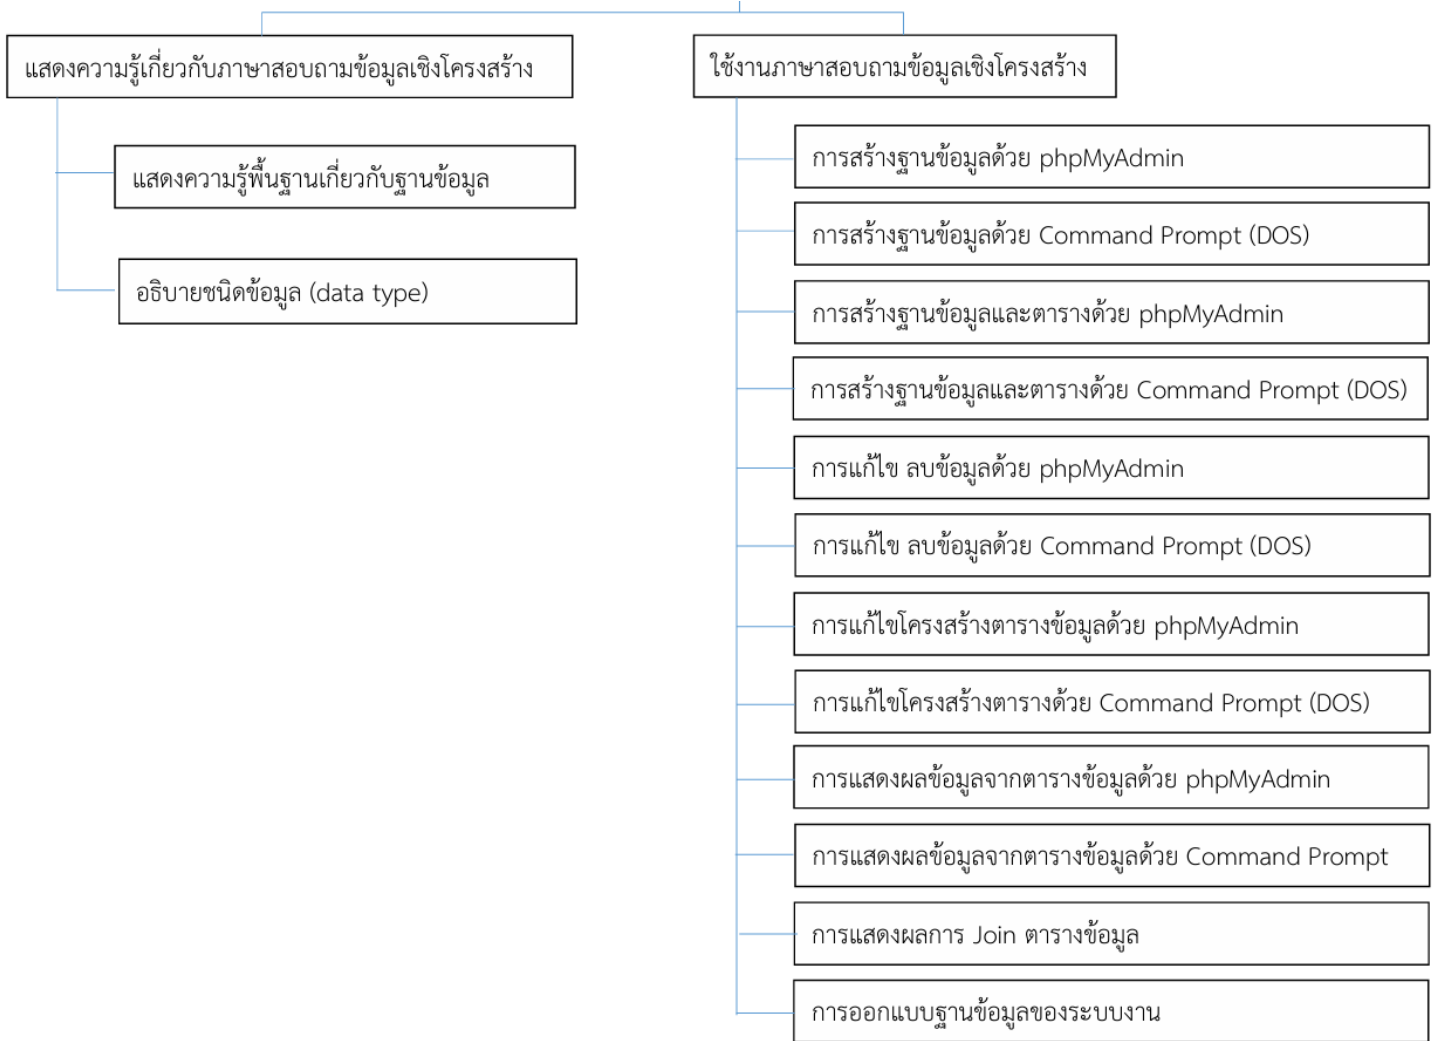 แสดงความรู้เกี่ยวกับภาษาสอบถามข้อมูลเชิงโครงสร้าง
แสดงความรู้พื้นฐานเกี่ยวกับฐานข้อมูล
อธิบายชนิดข้อมูล (data type)
ใช้งานภาษาสอบถามข้อมูลเชิงโครงสร้าง
การสร้างฐานข้อมูลด้วย phpMyAdmin
การสร้างฐานข้อมูลด้วย Command Prompt (DOS)
การสร้างฐานข้อมูลและตารางด้วย phpMyAdmin
การสร้างฐานข้อมูลและตารางด้วย Command Prompt (DOS)
การแก้ไข ลบข้อมูลด้วย phpMyAdmin
การแก้ไข ลบข้อมูลด้วย Command Prompt (DOS)
การแก้ไขโครงสร้างตารางข้อมูลด้วย phpMyAdmin
การแก้ไขโครงสร้างตารางด้วย Command Prompt (DOS)
การแสดงผลข้อมูลจากตารางข้อมูลด้วย phpMyAdmin
การแสดงผลข้อมูลจากตารางข้อมูลด้วย Command Prompt
การแสดงผลการ Join ตารางข้อมูล
การออกแบบฐานข้อมูลของระบบงาน